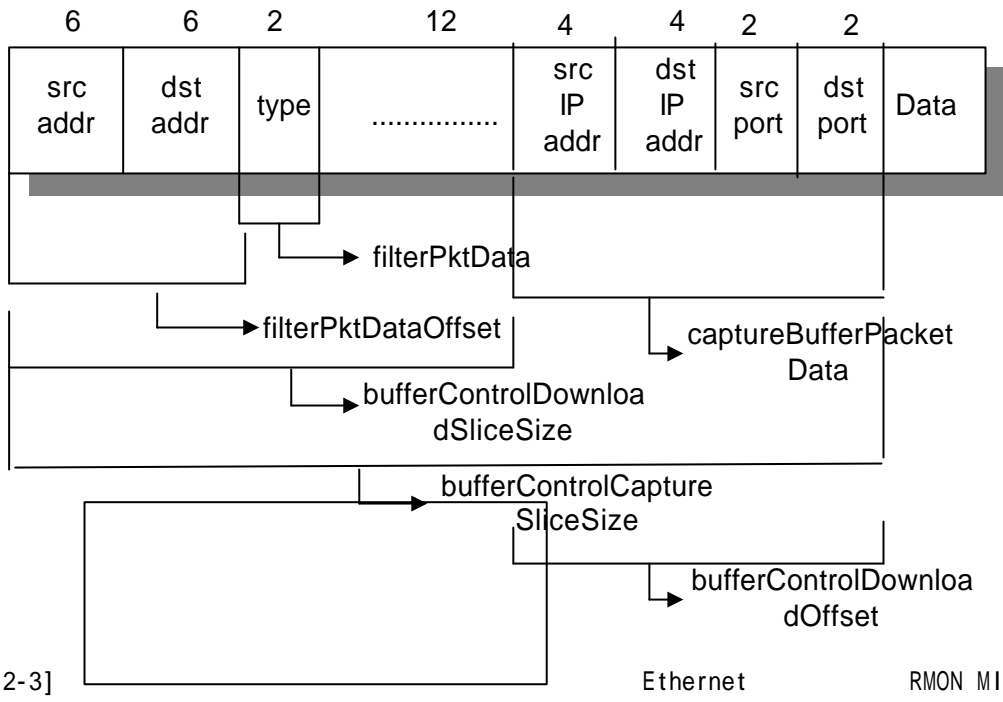 6 6 2 12 4 4 2 2
src addr
dst addr
type
................
src IP addr
dst IP addr
src port
dst port
Data
filterPktData
filterPktDataOffset
captureBufferPacket
Data
bufferControlDownloa
dSliceSize
bufferControlCapture
SliceSize
bufferControlDownloa
dOffset
2-3] Ethernet RMON MI